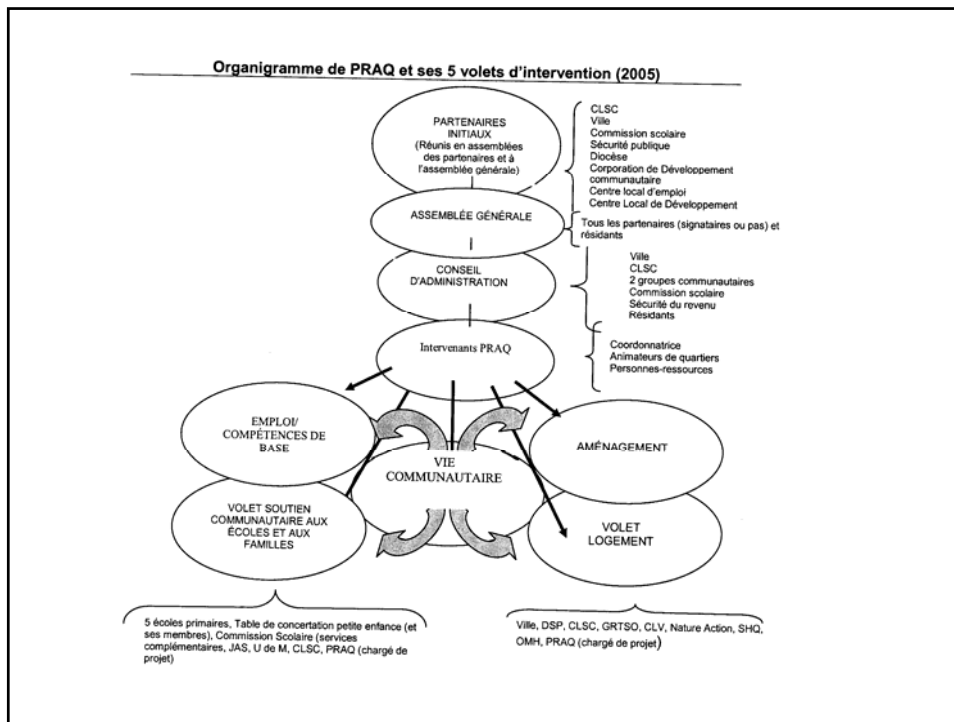 Organigramme de PRAQ et ses 5 volets d'intervention (2005)
PARTENAIRES
INITIAUX
(Réunis en assemblées
des partenaires et à
l'assemblée générale)
CLSC
Ville
Commission scolaire
Sécurité publique
Diocèse
Corporation de Développement
communautaire
Centre local d'emploi
Centre Local de Développement
ASSEMBLÉE GÉNÉRALE
Tous les partenaires (signataires ou pas) et
résidants
CONSEIL
D'ADMINISTRATION
Ville
CLSC
2 groupes communautaires
Commission scolaire
Sécurité du revenu
Résidants
Intervenants PRAQ
Coordonnatrice
Animateurs de quartiers
Personnes-ressources
EMPLOI/
COMPÉTENCES DE
BASE
VIE
COMMUNAUTAIRE
AMÉNAGEMENT
VOLET SOUTIEN
COMMUNAUTAIRE AUX
ÉCOLES ET AUX
FAMILLES
VOLET
LOGEMENT
5 écoles primaires, Table de concertation petite enfance (et
ses membres), Commission Scolaire (services
complémentaires, JAS, U de M, CLSC, PRAQ (chargé de
projet)
Ville, DSP, CLSC, GRTSO, CLV, Nature Action, SHQ,
OMH, PRAQ (chargé de projet)